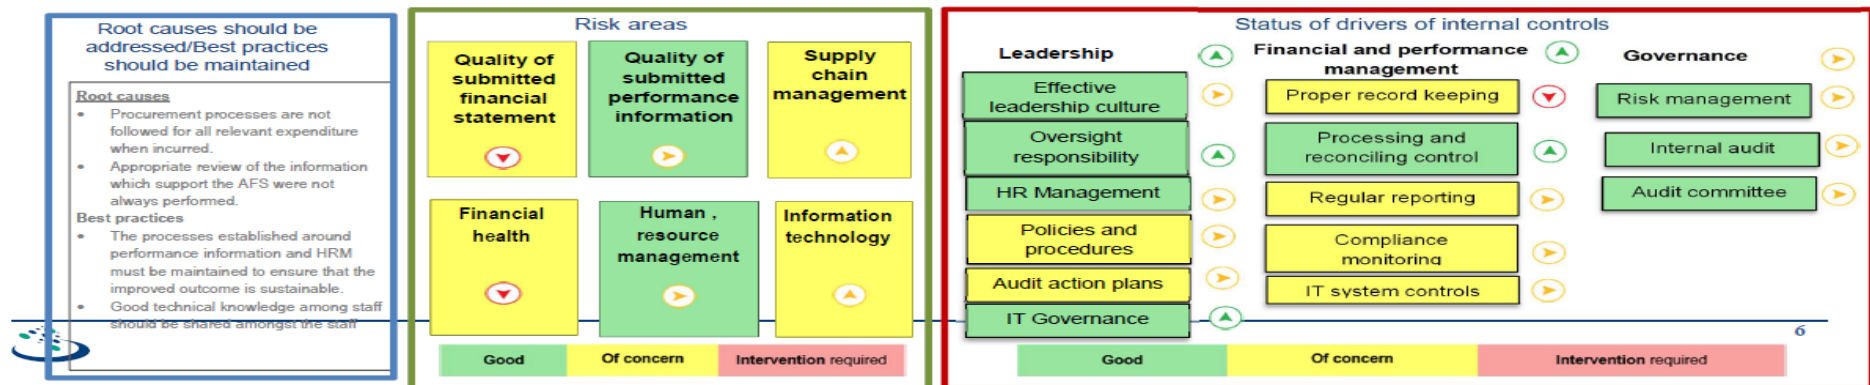 Root causes should be
addressed/Best practices
should be maintained
Root causes
• Procurement processes are not
followed for all relevant expenditure
when incurred.
• Appropriate review of the information
which support the AFS were not
always performed.
Best practices
• The processes established around
performance information and HRM
must be maintained to ensure that the
improved outcome is sustainable.
• Good technical knowledge among staff
should be shared amongst the staff
Risk areas
Quality of
submitted
financial
statement
Quality of
submitted
performance
information
Supply
chain
management
Financial
health
Human ,
resource
management
Information
technology
Good
Of concern
Intervention required
Status of drivers of internal controls
Leadership
Effective
leadership culture
Oversight
responsibility
HR Management
Policies and
procedures
Audit action plans
IT Governance
Financial and performance
management
Proper record keeping
Processing and
reconciling control
Regular reporting
Compliance
monitoring
IT system controls
Governance
Risk management
Internal audit
Audit committee
Good
Of concern
Intervention required
6